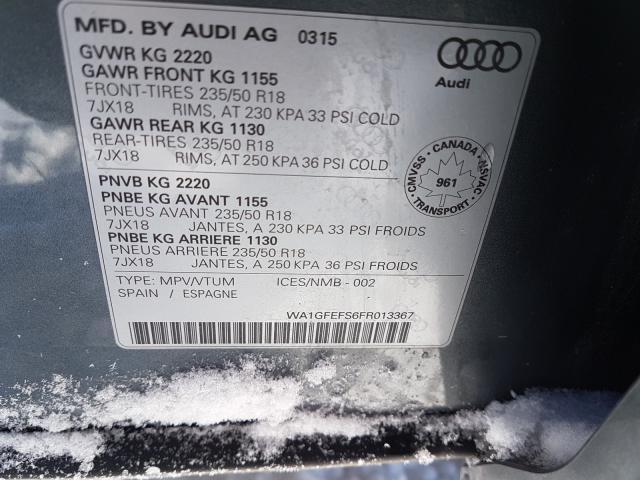 MFD. BY AUDI AG 0315
Audi
GVWR KG 2220
GAWR FRONT KG 1155
FRONT-TIRES 235/50 R18
7JX18 RIMS, AT 230 KPA 33 PSI COLD
GAWR REAR KG 1130
REAR-TIRES 235/50 R18
7JX18 RIMS, AT 250 KPA 36 PSI COLD
CMVSS - CANADA - NSVAC
961
TRANSPORT
PNVB KG 2220
PNBE KG AVANT 1155
PNEUS AVANT 235/50 R18
7JX18 JANTES, A 230 KPA 33 PSI FROIDS
PNBE KG ARRIERE 1130
PNEUS ARRIERE 235/50 R18
7JX18 JANTES, A 250 KPA 36 PSI FROIDS
TYPE: MPV/VTUM ICES/NMB - 002
SPAIN / ESPAGNE
WA1GFEFS6FR013367